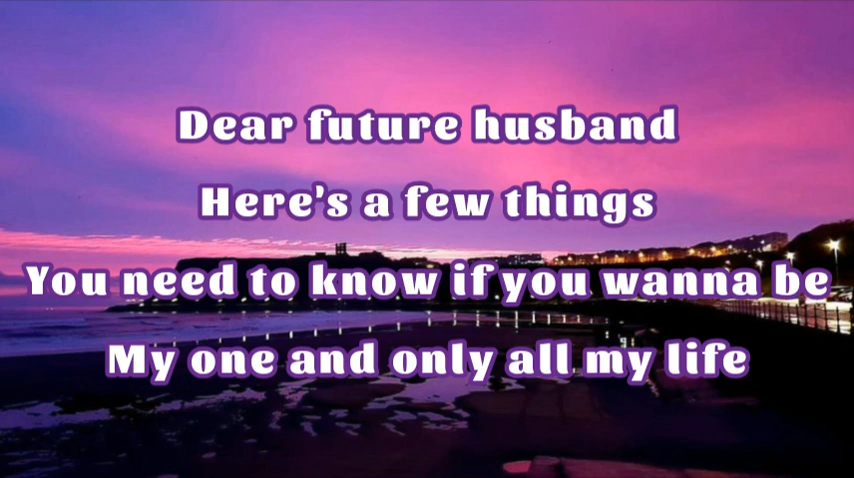 Dear future husband
Here's a few things
You need to know if you wanna be
My one and only all my life